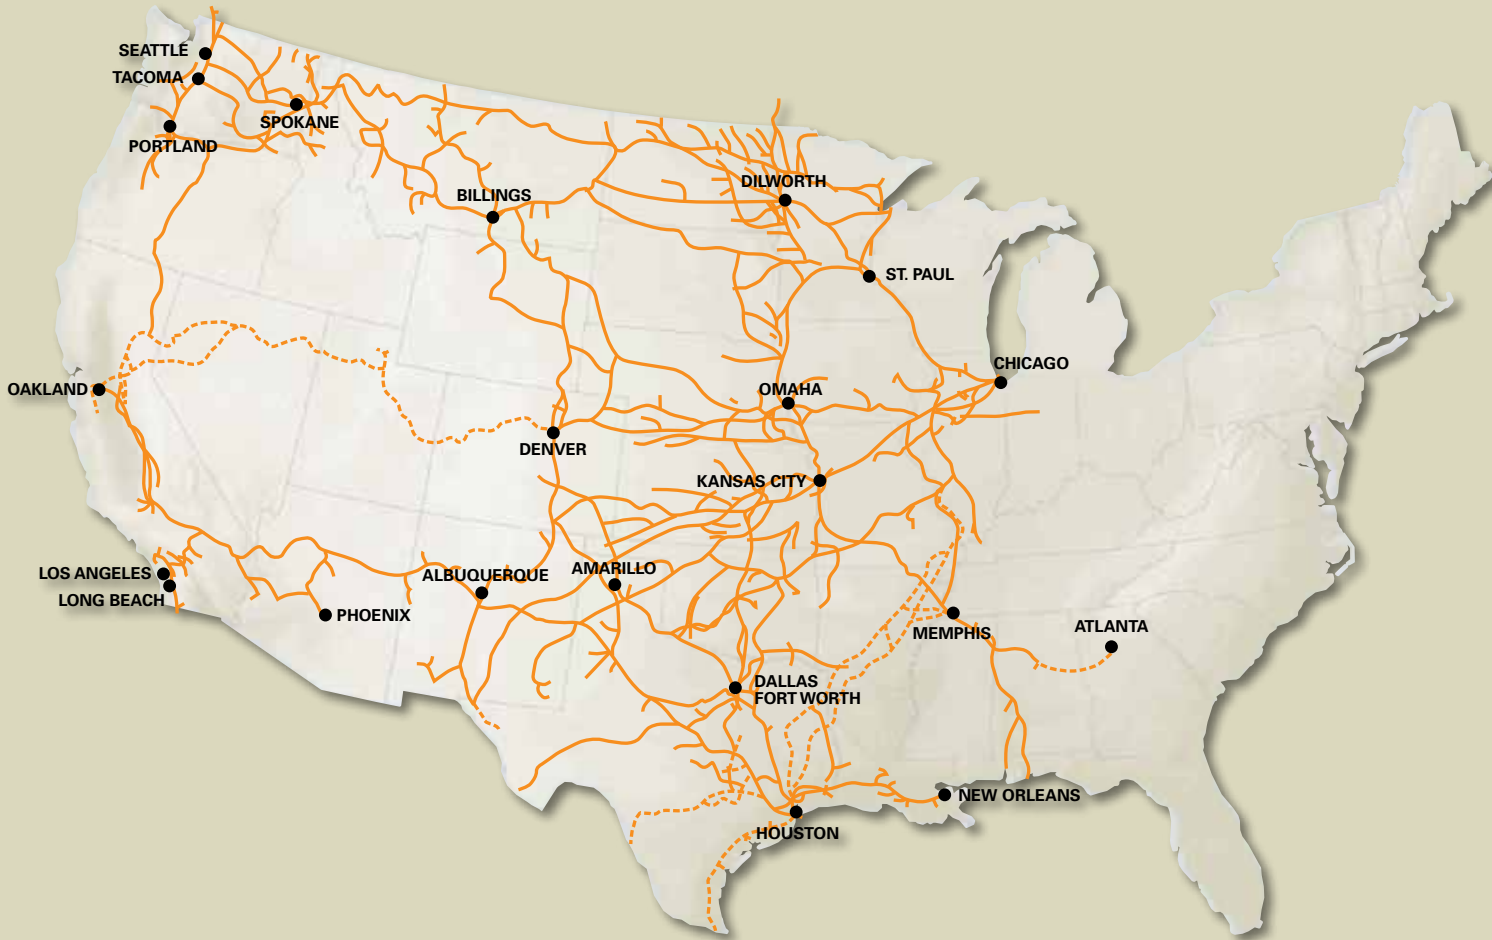 SEATTLE
TACOMA
SPOKANE
PORTLAND
BILLINGS
DILWORTH
ST. PAUL
CHICAGO
OAKLAND
OMAHA
DENVER
KANSAS CITY
LOS ANGELES
LONG BEACH
PHOENIX
ALBUQUERQUE
AMARILLO
MEMPHIS
ATLANTA
DALLAS
FORT WORTH
NEW ORLEANS
HOUSTON